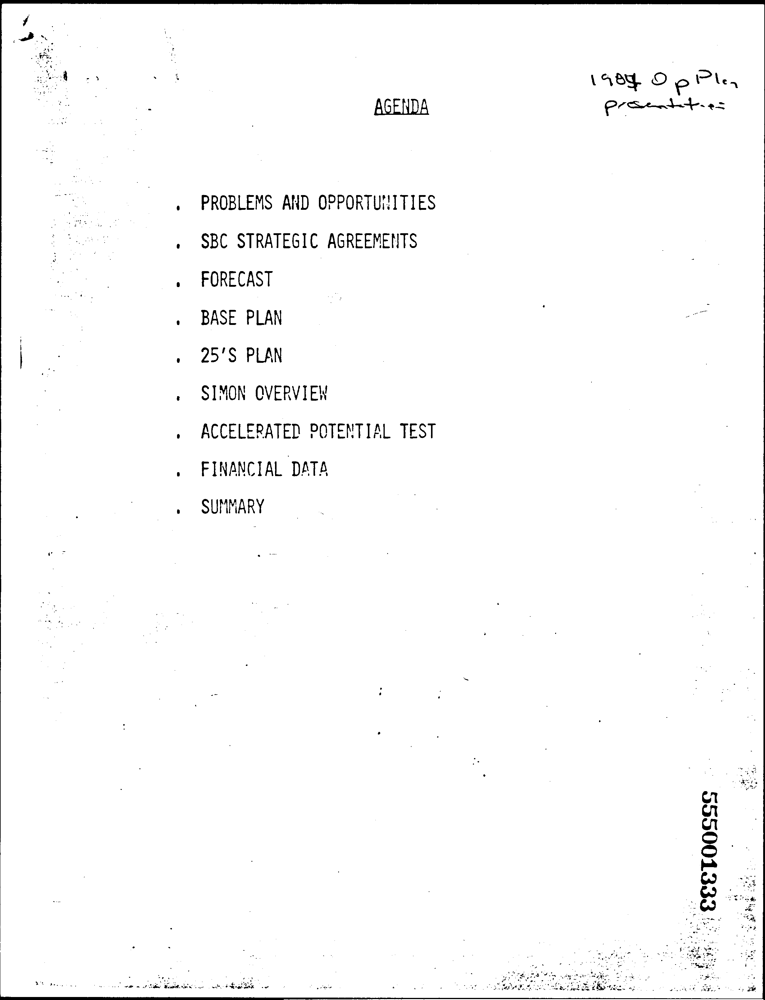 Op Plan
AGENDA
presentation
. PROBLEMS AND OPPORTUNITIES
. SBC STRATEGIC AGREEMENTS
. FORECAST
. BASE PLAN
. 25'S PLAN
. SIMON OVERVIEW
. ACCELERATED POTENTIAL TEST
. FINANCIAL DATA
. SUMMARY
555001333